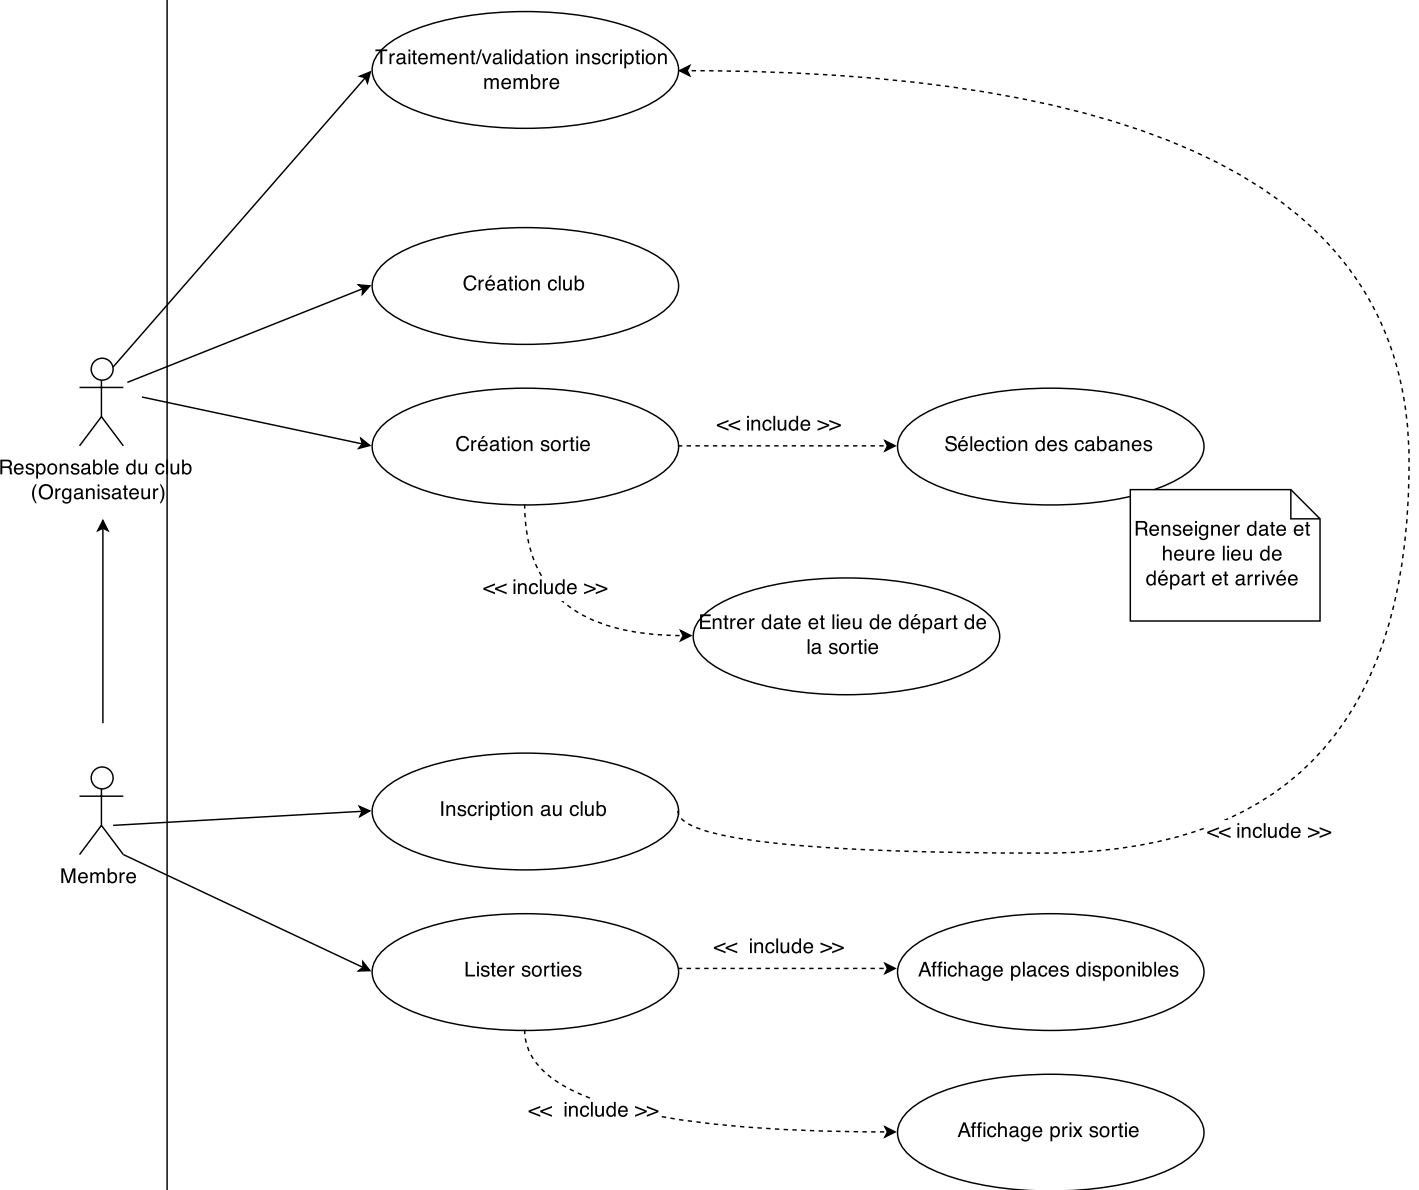 Traitement/validation inscription
membre
Création club
Création sortie
<< include >>
Sélection des cabanes
Responsable du club
(Organisateur)
Renseigner date et
heure lieu de
départ et arrivée
<< include >>
Entrer date et lieu de départ de
la sortie
Inscription au club
<< include >>
Membre
Lister sorties
<<  include >>
Affichage places disponibles
<<  include >>
Affichage prix sortie